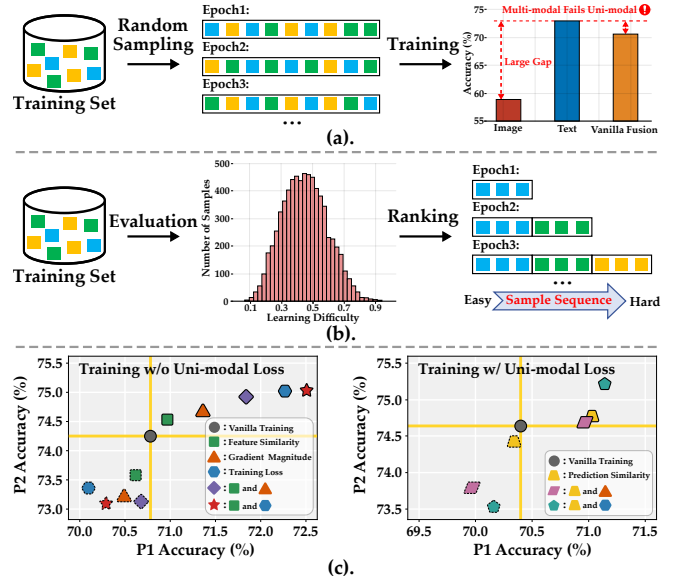 Random
Sampling
Training Set
Epoch1:
Epoch2:
Epoch3:
...
Training
Multi-modal Fails Uni-modal !
Large Gap
Accuracy (%)
75
70
65
60
55
Image
Text
Vanilla Fusion
(a).
Training Set
Evaluation
Number of Samples
500
400
300
200
100
0
0.1 0.3 0.5 0.7 0.9
Learning Difficulty
Ranking
Epoch1:
Epoch2:
Epoch3:
...
Easy Sample Sequence Hard
(b).
Training w/o Uni-modal Loss
P2 Accuracy (%)
75.5
75.0
74.5
74.0
73.5
73.0
: Vanilla Training
: Feature Similarity
: Gradient Magnitude
: Training Loss
: and
: and
70.0 70.5 71.0 71.5 72.0 72.5
P1 Accuracy (%)
Training w/ Uni-modal Loss
P2 Accuracy (%)
75.5
75.0
74.5
74.0
73.5
: Vanilla Training
: Prediction Similarity
: and
: and
69.5 70.0 70.5 71.0 71.5
P1 Accuracy (%)
(c).